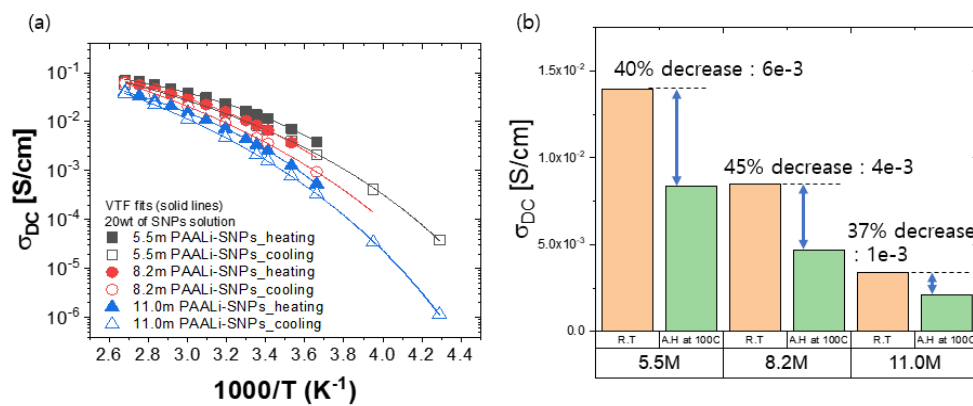 (a)
σDC [S/cm]
10⁻¹
10⁻²
10⁻³
10⁻⁴
10⁻⁵
10⁻⁶
VTF fits (solid lines)
20wt of SNPs solution
5.5m PAALi-SNPs_heating
5.5m PAALi-SNPs_cooling
8.2m PAALi-SNPs_heating
8.2m PAALi-SNPs_cooling
11.0m PAALi-SNPs_heating
11.0m PAALi-SNPs_cooling
2.6 2.8 3.0 3.2 3.4 3.6 3.8 4.0 4.2 4.4
1000/T (K⁻¹)
(b)
σDC [S/cm]
1.5x10⁻²
1.0x10⁻²
5.0x10⁻³
0.0
40% decrease : 6e-3
45% decrease : 4e-3
37% decrease
: 1e-3
R.T A.H at 100C R.T A.H at 100C R.T A.H at 100C
5.5M 8.2M 11.0M